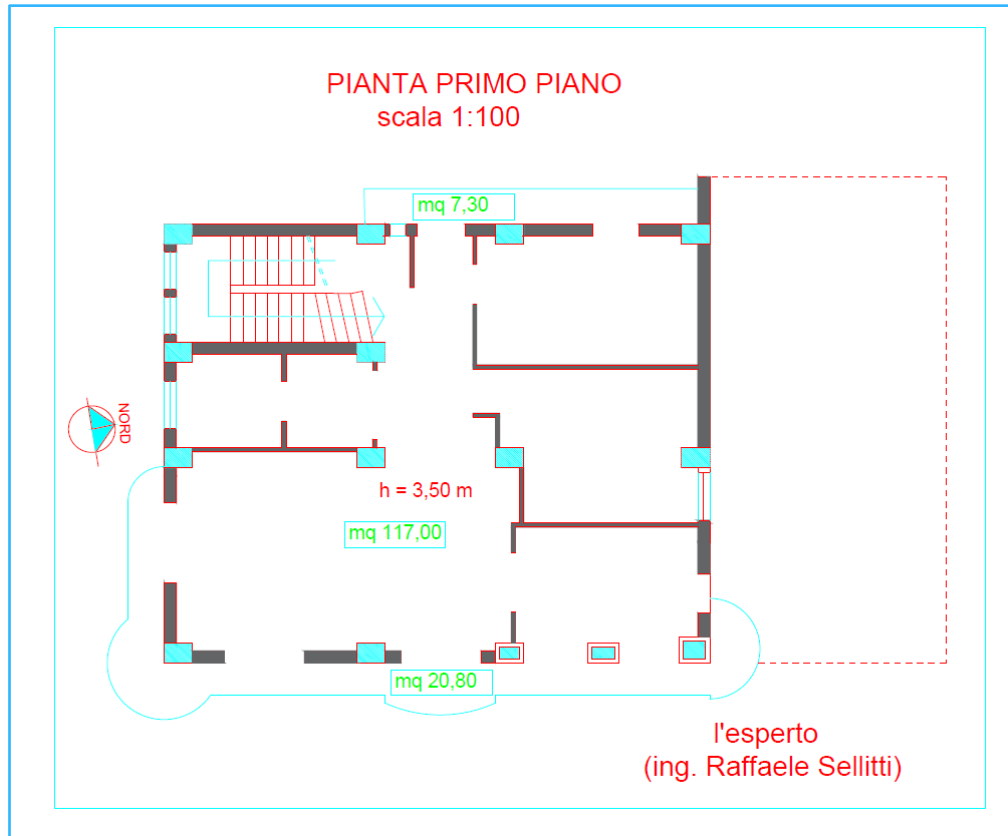 PIANTA PRIMO PIANO
scala 1:100
mq 7,30
NORD
h = 3,50 m
mq 117,00
mq 20,80
l'esperto
(ing. Raffaele Sellitti)